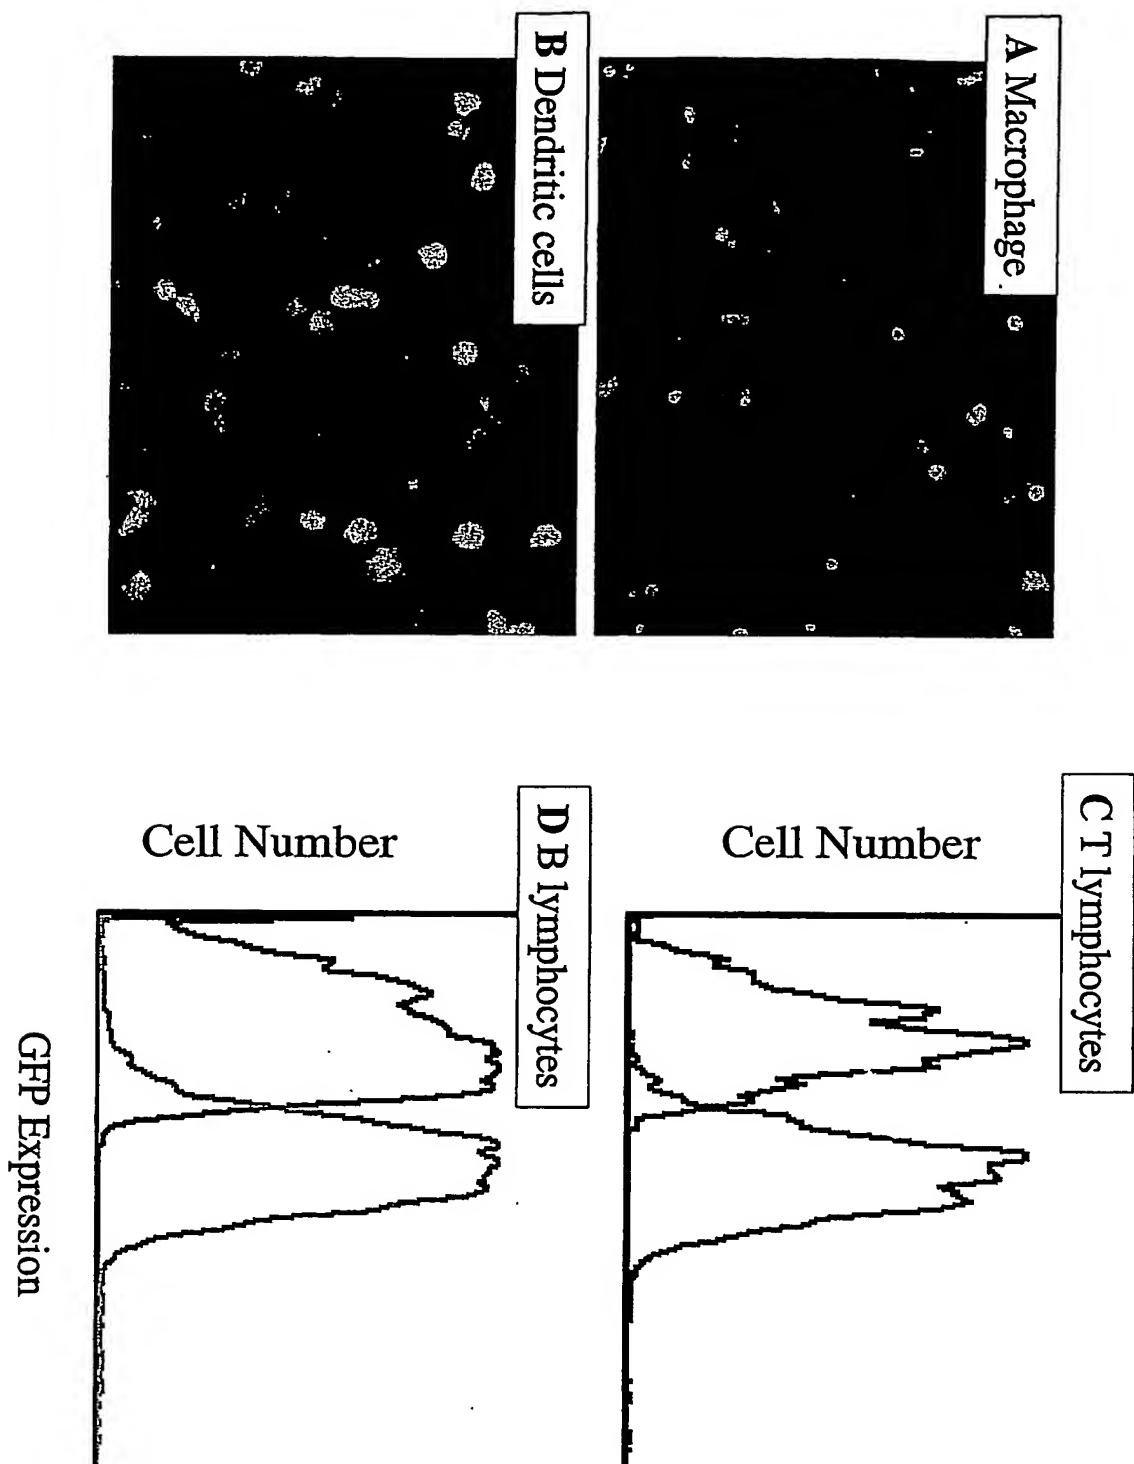 A Macrophage
B Dendritic cells
C T lymphocytes
Cell Number
D B lymphocytes
Cell Number
GFP Expression